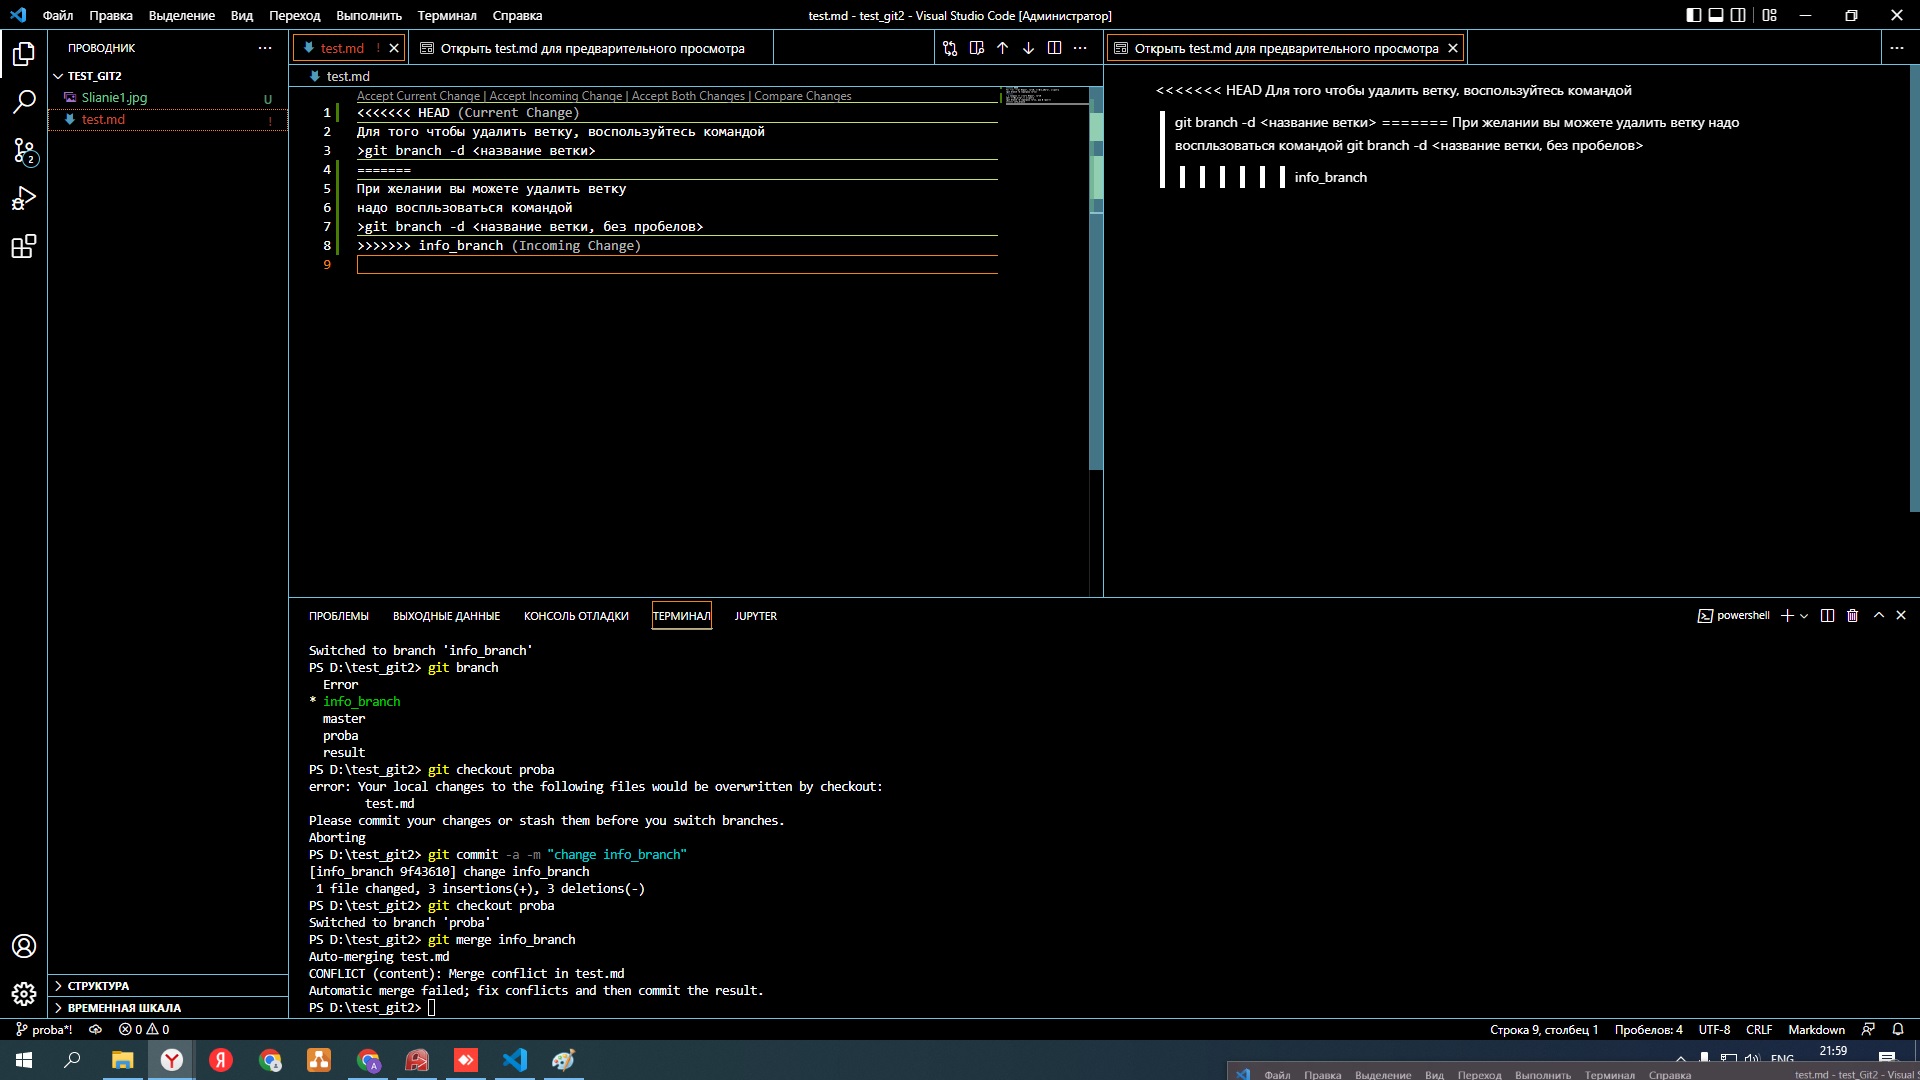 Файл Правка Выделение Вид Переход Выполнить Терминал Справка
test.md - test_git2 - Visual Studio Code [Администратор]
ПРОВОДНИК
TEST_GIT2
Slianie1.jpg U
test.md !
СТРУКТУРА
ВРЕМЕННАЯ ШКАЛА
2
test.md !
Открыть test.md для предварительного просмотра
test.md
Accept Current Change | Accept Incoming Change | Accept Both Changes | Compare Changes
1 <<<<<<< HEAD (Current Change)
2 Для того чтобы удалить ветку, воспользуйтесь командой
3 >git branch -d <название ветки>
4 =======
5 При желании вы можете удалить ветку
6 надо воспльзоваться командой
7 >git branch -d <название ветки, без пробелов>
8 >>>>>>> info_branch (Incoming Change)
9
Открыть test.md для предварительного просмотра
<<<<<<< HEAD Для того чтобы удалить ветку, воспользуйтесь командой
git branch -d <название ветки> ======= При желании вы можете удалить ветку надо
воспльзоваться командой git branch -d <название ветки, без пробелов>
info_branch
ПРОБЛЕМЫ ВЫХОДНЫЕ ДАННЫЕ КОНСОЛЬ ОТЛАДКИ ТЕРМИНАЛ JUPYTER
powershell
Switched to branch 'info_branch'
PS D:\test_git2> git branch
Error
* info_branch
master
proba
result
PS D:\test_git2> git checkout proba
error: Your local changes to the following files would be overwritten by checkout:
test.md
Please commit your changes or stash them before you switch branches.
Aborting
PS D:\test_git2> git commit -a -m "change info_branch"
[info_branch 9f43610] change info_branch
1 file changed, 3 insertions(+), 3 deletions(-)
PS D:\test_git2> git checkout proba
Switched to branch 'proba'
PS D:\test_git2> git merge info_branch
Auto-merging test.md
CONFLICT (content): Merge conflict in test.md
Automatic merge failed; fix conflicts and then commit the result.
PS D:\test_git2>
proba*! 0 0
Строка 9, столбец 1 Пробелов: 4 UTF-8 CRLF Markdown
ENG 21:59
Файл Правка Выделение Вид Переход Выполнить Терминал Справка test.md - test_Git2 - Visual S